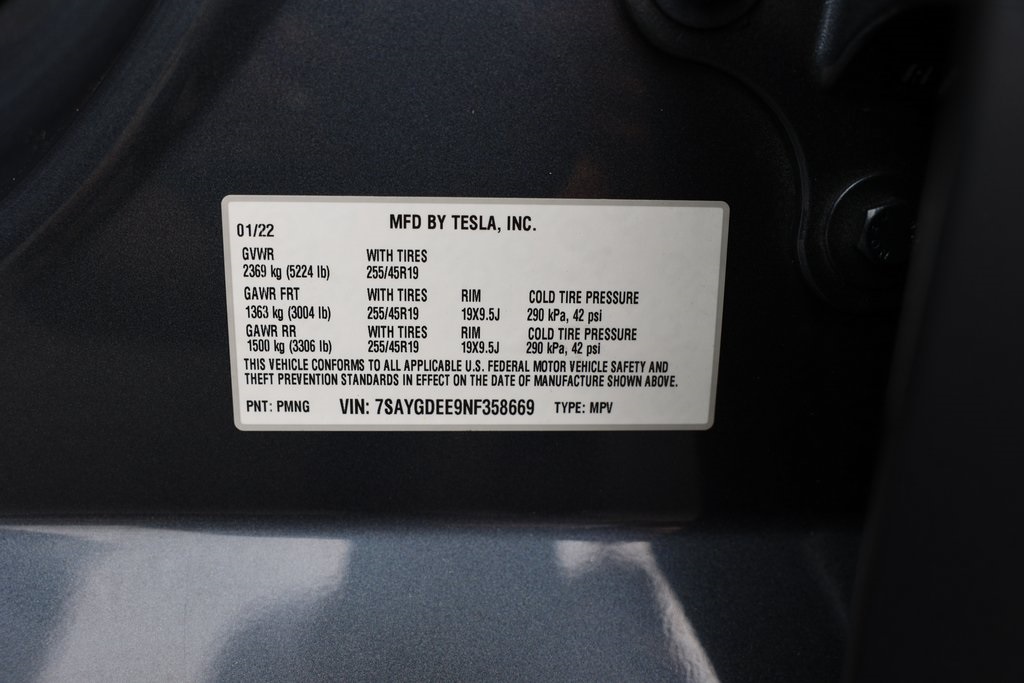 MFD BY TESLA, INC.
01/22
GVWR WITH TIRES
2369 kg (5224 lb) 255/45R19
GAWR FRT WITH TIRES RIM COLD TIRE PRESSURE
1363 kg (3004 lb) 255/45R19 19X9.5J 290 kPa, 42 psi
GAWR RR WITH TIRES RIM COLD TIRE PRESSURE
1500 kg (3306 lb) 255/45R19 19X9.5J 290 kPa, 42 psi
THIS VEHICLE CONFORMS TO ALL APPLICABLE U.S. FEDERAL MOTOR VEHICLE SAFETY AND
THEFT PREVENTION STANDARDS IN EFFECT ON THE DATE OF MANUFACTURE SHOWN ABOVE.
PNT: PMNG VIN: 7SAYGDEE9NF358669 TYPE: MPV